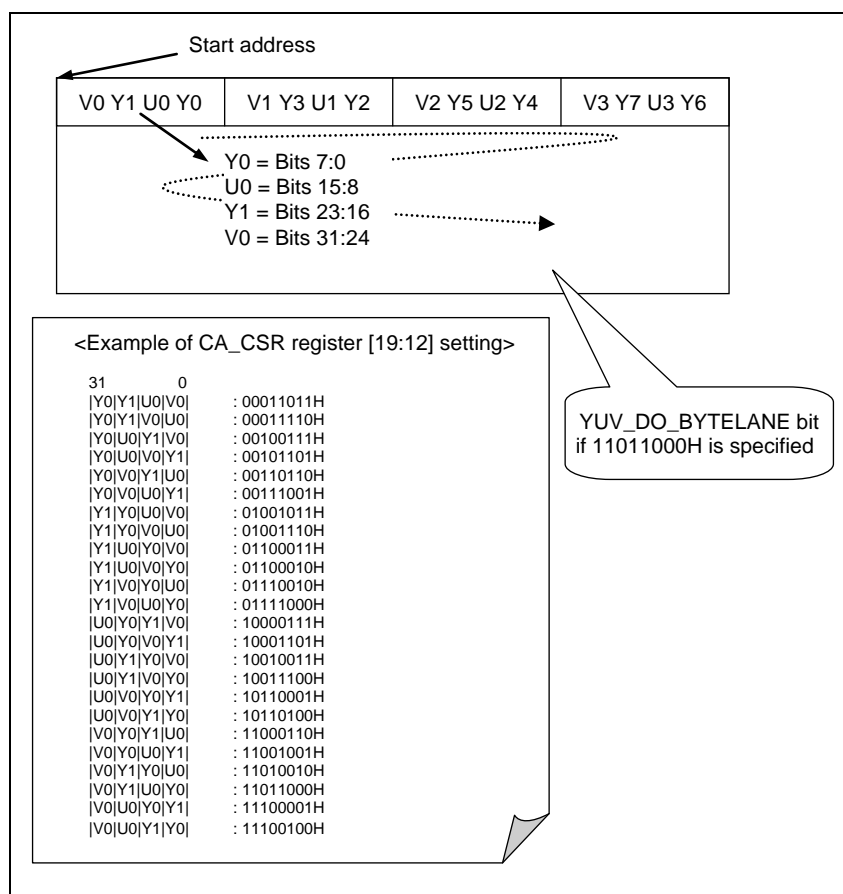 Start address
V0 Y1 U0 Y0 V1 Y3 U1 Y2 V2 Y5 U2 Y4 V3 Y7 U3 Y6
Y0 = Bits 7:0
U0 = Bits 15:8
Y1 = Bits 23:16
V0 = Bits 31:24
<Example of CA_CSR register [19:12] setting>
31 0
|Y0|Y1|U0|V0| : 00011011H
|Y0|Y1|V0|U0| : 00011110H
|Y0|U0|Y1|V0| : 00100111H
|Y0|U0|V0|Y1| : 00101101H
|Y0|V0|Y1|U0| : 00110110H
|Y0|V0|U0|Y1| : 00111001H
|Y1|Y0|U0|V0| : 01001011H
|Y1|Y0|V0|U0| : 01001110H
|Y1|U0|Y0|V0| : 01100011H
|Y1|U0|V0|Y0| : 01100010H
|Y1|V0|Y0|U0| : 01110010H
|Y1|V0|U0|Y0| : 01111000H
|U0|Y0|Y1|V0| : 10000111H
|U0|Y0|V0|Y1| : 10001101H
|U0|Y1|Y0|V0| : 10010011H
|U0|Y1|V0|Y0| : 10011100H
|U0|V0|Y0|Y1| : 10110001H
|U0|V0|Y1|Y0| : 10110100H
|V0|Y0|Y1|U0| : 11000110H
|V0|Y0|U0|Y1| : 11001001H
|V0|Y1|Y0|U0| : 11010010H
|V0|Y1|U0|Y0| : 11011000H
|V0|U0|Y0|Y1| : 11100001H
|V0|U0|Y1|Y0| : 11100100H
YUV_DO_BYTELANE bit
if 11011000H is specified